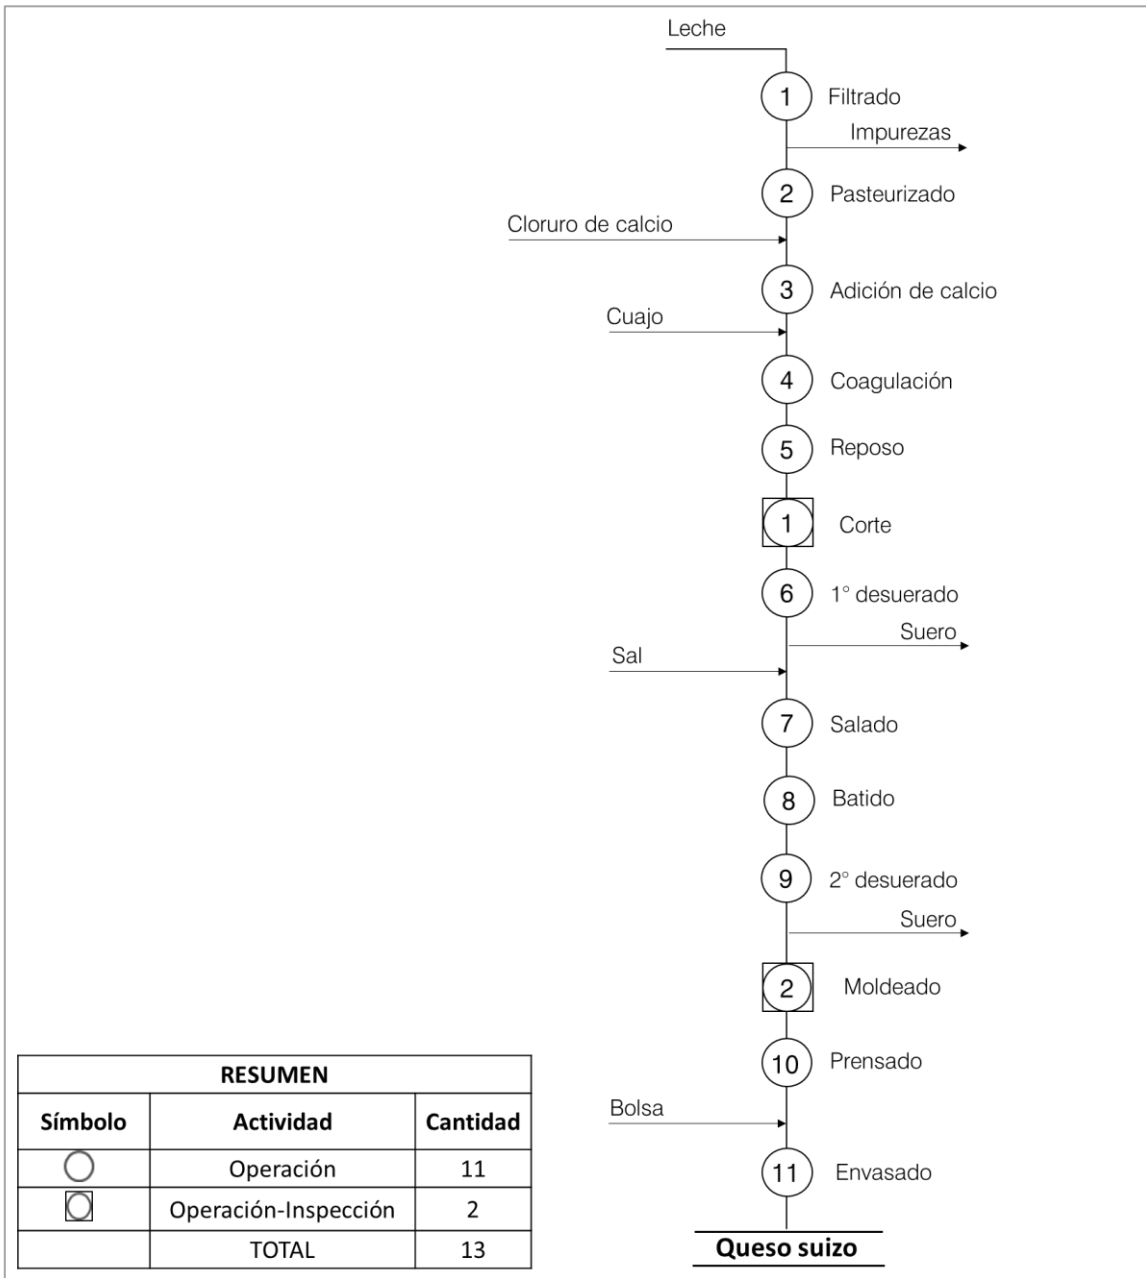 Leche
1 Filtrado
Impurezas
2 Pasteurizado
Cloruro de calcio
3 Adición de calcio
Cuajo
4 Coagulación
5 Reposo
1 Corte
6 1° desuerado
Suero
Sal
7 Salado
8 Batido
9 2° desuerado
Suero
2 Moldeado
10 Prensado
Bolsa
11 Envasado
Queso suizo
RESUMEN
Símbolo Actividad Cantidad
Operación 11
Operación-Inspección 2
TOTAL 13